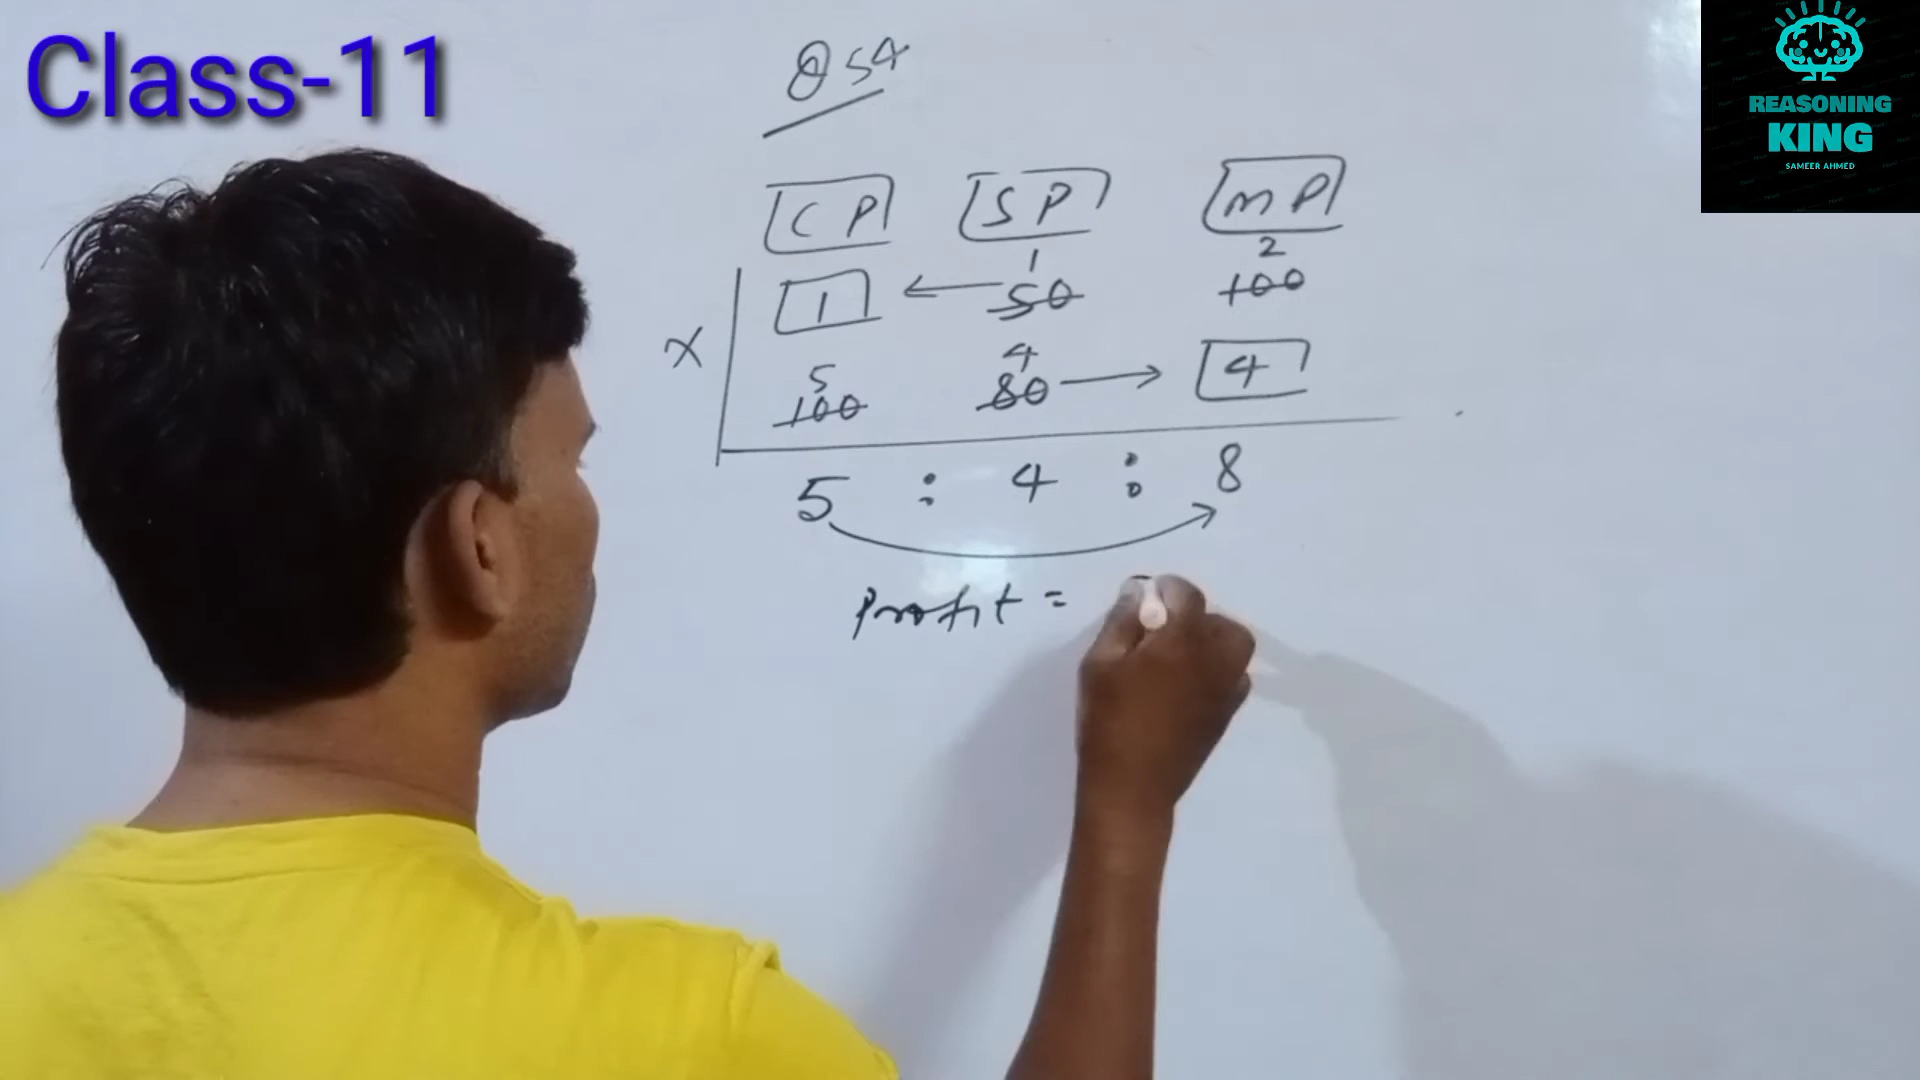 Class-11
REASONING
KING
SAMEER AHMED
Q 54
CP SP MP
1 2
1 ← 50 100
X
5 4
100 80 → 4
5 : 4 : 8
Profit =